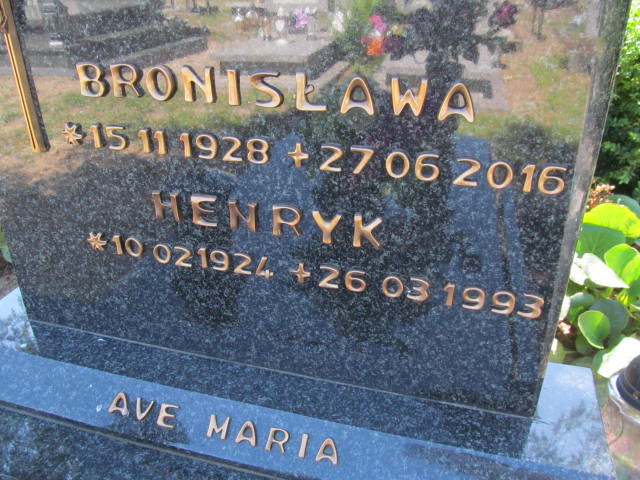 BRONISŁAWA
*15 11 1928 +27 06 2016
HENRYK
*10 02 1924 +26 03 1993
AVE MARIA